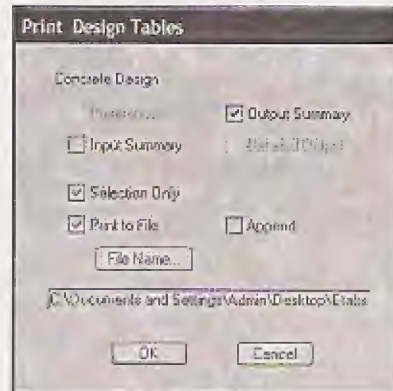 Print Design Tables
Concrete Design
Output Summary
Input Summary
Selection Only
Print to File
Append
File Name...
C:\Documents and Settings\Admin\Desktop\Etabs
OK
Cancel